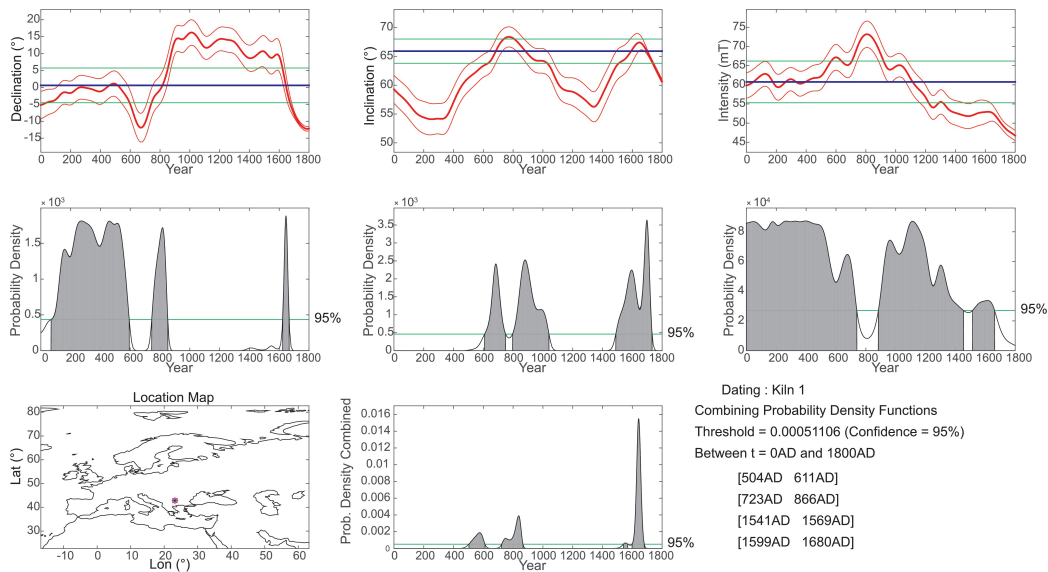 20
15
10
5
0
-5
-10
-15
Declination (°)
0 200 400 600 800 1000 1200 1400 1600 1800
Year
70
65
60
55
50
Inclination (°)
0 200 400 600 800 1000 1200 1400 1600 1800
Year
75
70
65
60
55
50
45
Intensity (mT)
0 200 400 600 800 1000 1200 1400 1600 1800
Year
× 10³
1.5
1
0.5
0
Probability Density
95%
0 200 400 600 800 1000 1200 1400 1600 1800
Year
× 10³
3.5
3
2.5
2
1.5
1
0.5
0
Probability Density
95%
0 200 400 600 800 1000 1200 1400 1600 1800
Year
× 10⁴
8
6
4
2
0
Probability Density
95%
0 200 400 600 800 1000 1200 1400 1600 1800
Year
Location Map
80
70
60
50
40
30
Lat (°)
-10 0 10 20 30 40 50 60
Lon (°)
0.016
0.014
0.012
0.01
0.008
0.006
0.004
0.002
0
Prob. Density Combined
95%
0 200 400 600 800 1000 1200 1400 1600 1800
Year
Dating : Kiln 1
Combining Probability Density Functions
Threshold = 0.00051106 (Confidence = 95%)
Between t = 0AD and 1800AD
[504AD 611AD]
[723AD 866AD]
[1541AD 1569AD]
[1599AD 1680AD]